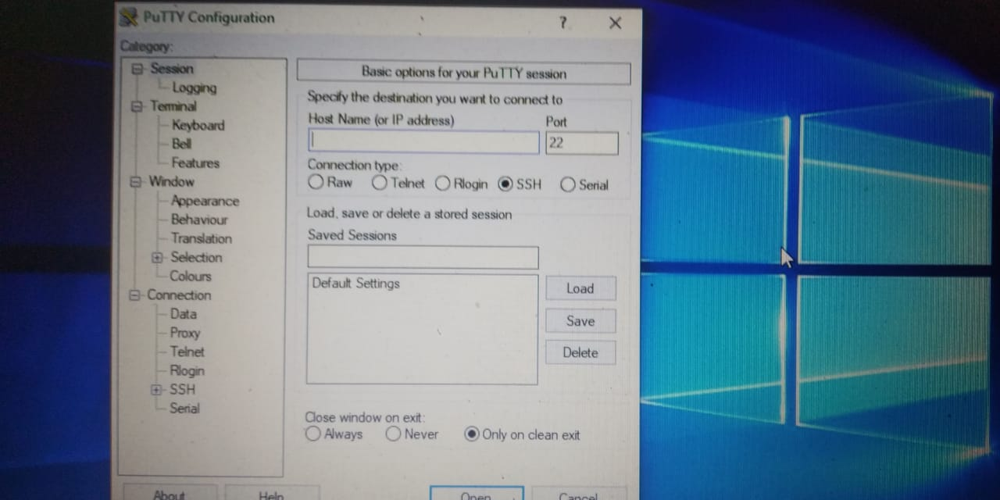 PuTTY Configuration
?
Category:
Session
Logging
Terminal
Keyboard
Bell
Features
Window
Appearance
Behaviour
Translation
Selection
Colours
Connection
Data
Proxy
Telnet
Rlogin
SSH
Serial
Basic options for your PuTTY session
Specify the destination you want to connect to
Host Name (or IP address) Port
22
Connection type:
Raw Telnet Rlogin SSH Serial
Load, save or delete a stored session
Saved Sessions
Default Settings
Load
Save
Delete
Close window on exit:
Always Never Only on clean exit
About Help Open Cancel